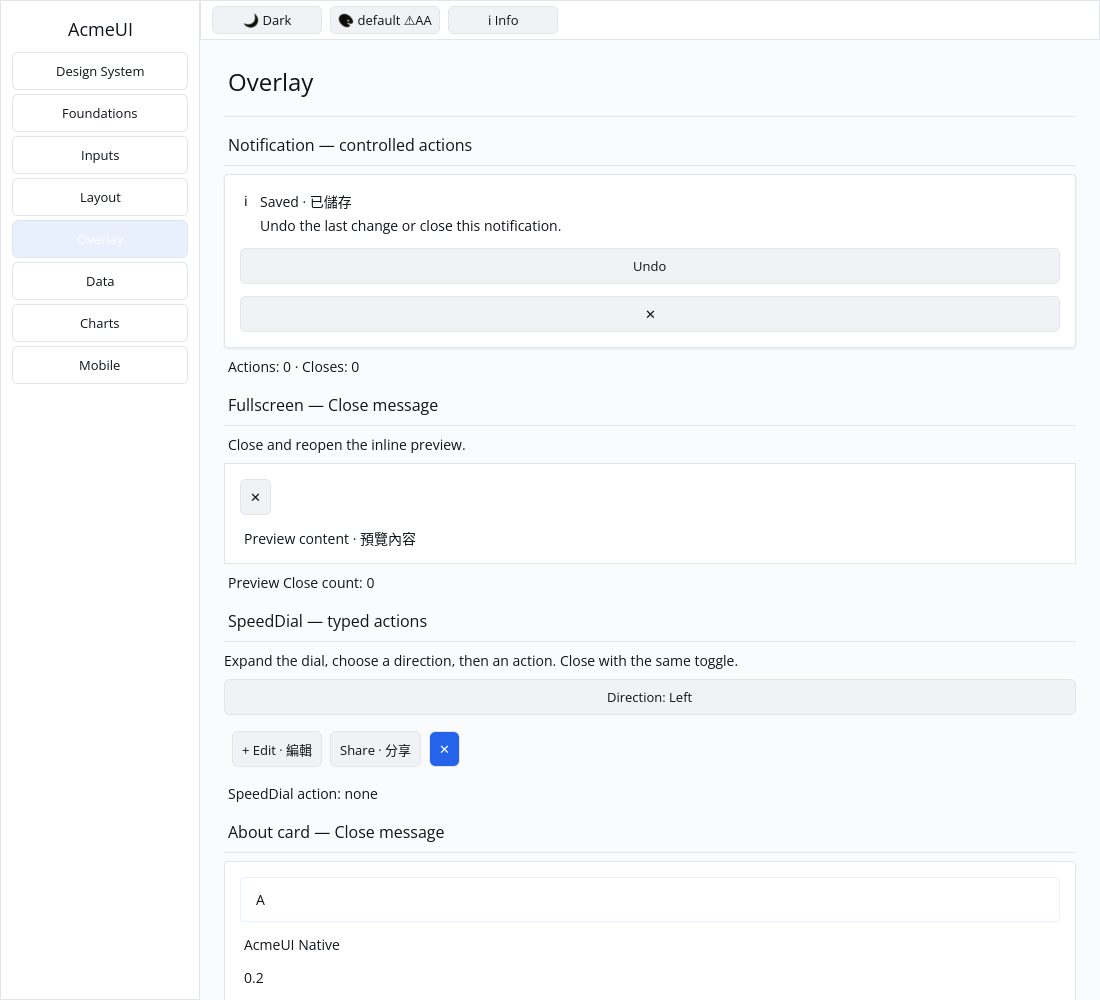 AcmeUI
Design System
Foundations
Inputs
Layout
Overlay
Data
Charts
Mobile
🌙 Dark
default ⚠AA
i Info
Overlay
Notification — controlled actions
i Saved · 已儲存
Undo the last change or close this notification.
Undo
✕
Actions: 0 · Closes: 0
Fullscreen — Close message
Close and reopen the inline preview.
✕
Preview content · 預覽內容
Preview Close count: 0
SpeedDial — typed actions
Expand the dial, choose a direction, then an action. Close with the same toggle.
Direction: Left
+ Edit · 編輯
Share · 分享
✕
SpeedDial action: none
About card — Close message
A
AcmeUI Native
0.2